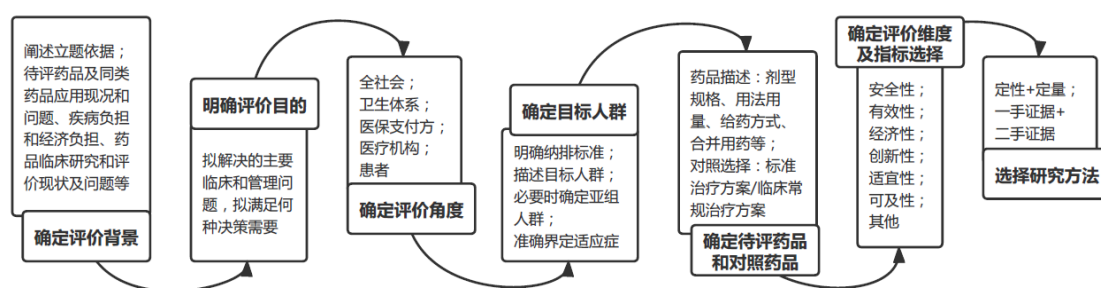 阐述立题依据；
待评药品及同类
药品应用现况和
问题、疾病负担
和经济负担、药
品临床研究和评
价现状及问题等
确定评价背景
明确评价目的
拟解决的主要
临床和管理问
题，拟满足何
种决策需要
全社会；
卫生体系；
医保支付方；
医疗机构；
患者
确定评价角度
确定目标人群
明确纳排标准；
描述目标人群；
必要时确定亚组
人群；
准确界定适应症
药品描述：剂型
规格、用法用
量、给药方式、
合并用药等；
对照选择：标准
治疗方案/临床常
规治疗方案
确定待评药品
和对照药品
确定评价维度
及指标选择
安全性；
有效性；
经济性；
创新性；
适宜性；
可及性；
其他
定性+定量；
一手证据+
二手证据
选择研究方法